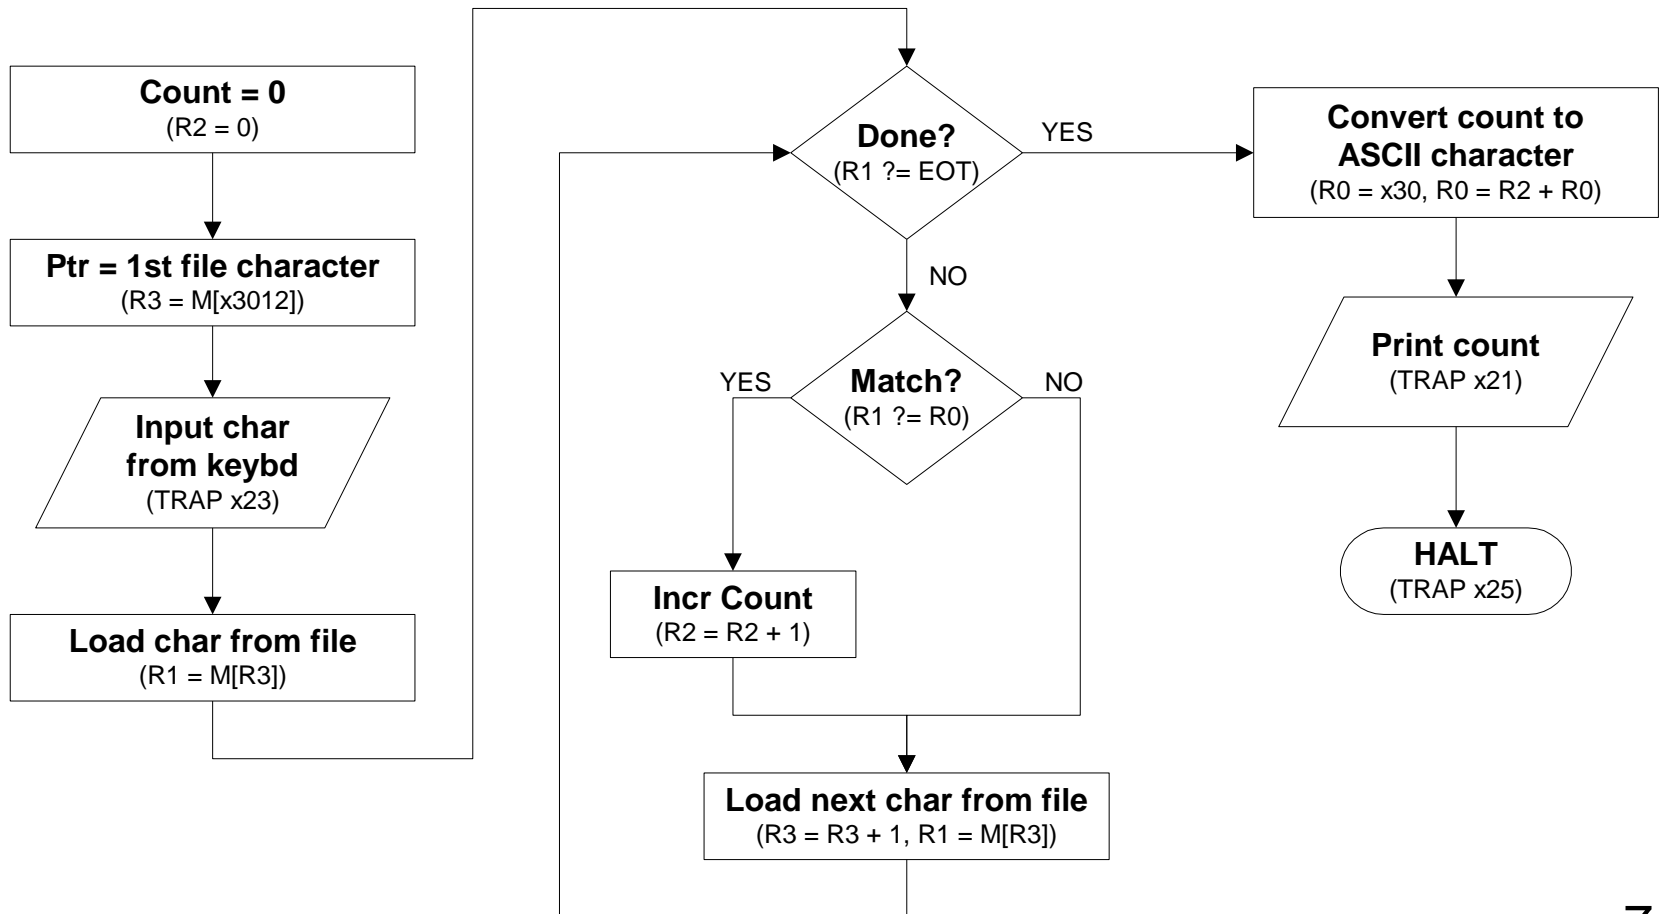 Count = 0
(R2 = 0)
Ptr = 1st file character
(R3 = M[x3012])
Input char
from keybd
(TRAP x23)
Load char from file
(R1 = M[R3])
Done?
(R1 ?= EOT)
YES
NO
Match?
(R1 ?= R0)
YES
NO
Incr Count
(R2 = R2 + 1)
Load next char from file
(R3 = R3 + 1, R1 = M[R3])
Convert count to
ASCII character
(R0 = x30, R0 = R2 + R0)
Print count
(TRAP x21)
HALT
(TRAP x25)